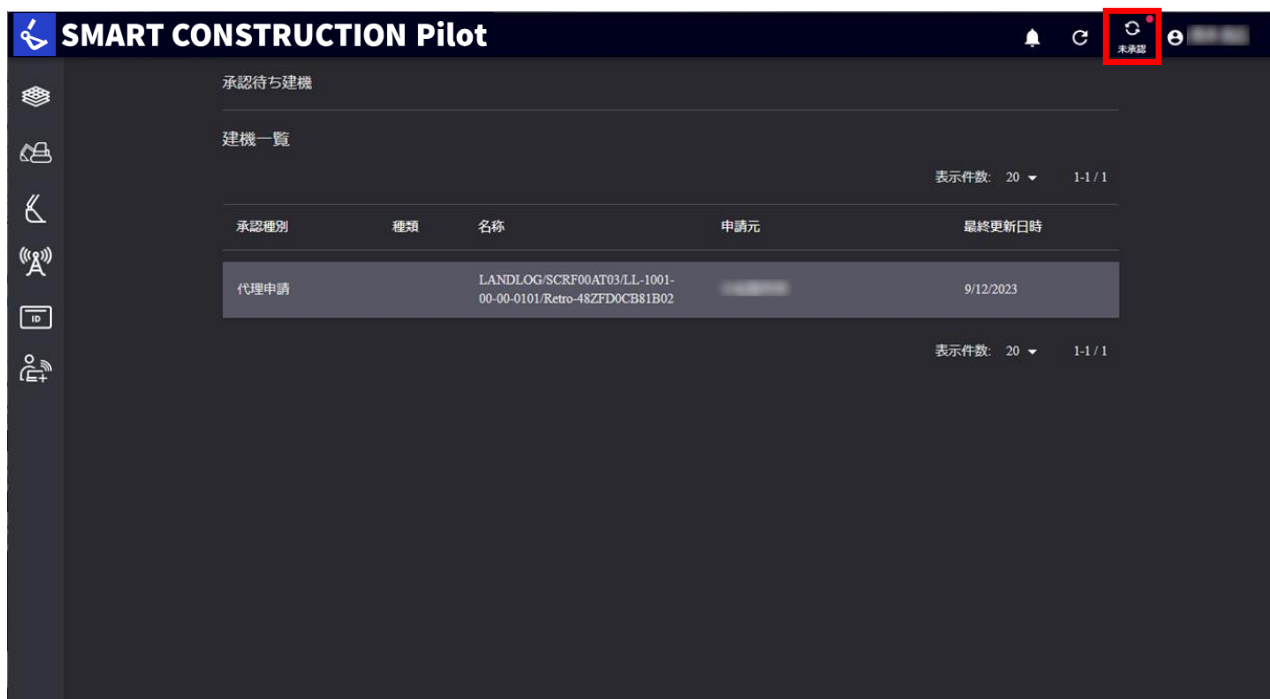 SMART CONSTRUCTION Pilot
未承認
承認待ち建機
建機一覧
表示件数: 20 1-1 / 1
承認種別 種類 名称 申請元 最終更新日時
代理申請 LANDLOG/SCRF00AT03/LL-1001- 9/12/2023
00-00-0101/Retro-48ZFD0CB81B02
表示件数: 20 1-1 / 1
ID